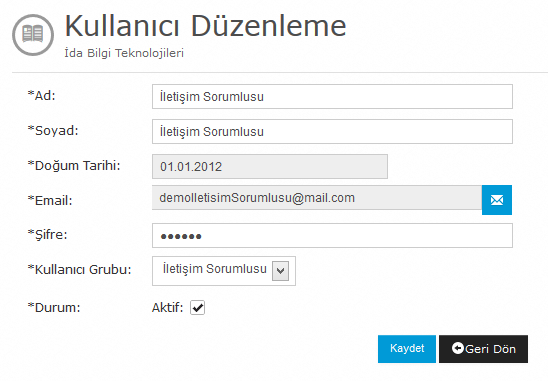 Kullanıcı Düzenleme
İda Bilgi Teknolojileri
*Ad: İletişim Sorumlusu
*Soyad: İletişim Sorumlusu
*Doğum Tarihi: 01.01.2012
*Email: demoIletisimSorumlusu@mail.com
*Şifre: ●●●●●●
*Kullanıcı Grubu: İletişim Sorumlusu
*Durum: Aktif:
Kaydet Geri Dön